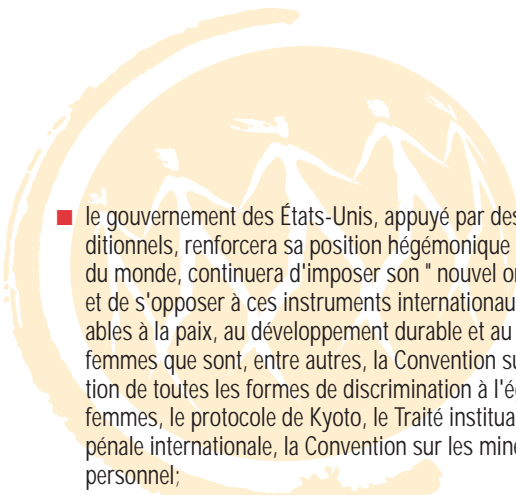 ■ le gouvernement des États-Unis, appuyé par des
ditionnels, renforcera sa position hégémonique
du monde, continuera d'imposer son " nouvel or
et de s'opposer à ces instruments internationau
ables à la paix, au développement durable et au
femmes que sont, entre autres, la Convention su
tion de toutes les formes de discrimination à l'é
femmes, le protocole de Kyoto, le Traité institua
pénale internationale, la Convention sur les mine
personnel;